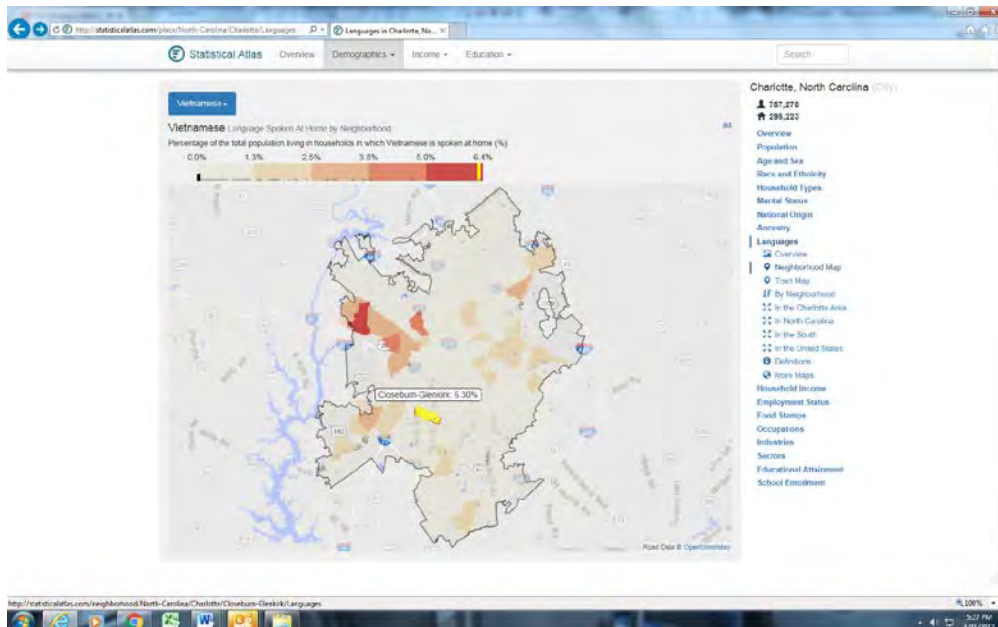 http://statisticalatlas.com/place/North-Carolina/Charlotte/Languages
Languages in Charlotte, No...
Statistical Atlas Overview Demographics Income Education Search
Vietnamese
Vietnamese Language Spoken At Home by Neighborhood
#3
Percentage of the total population living in households in which Vietnamese is spoken at home (%)
0.0% 1.3% 2.5% 3.8% 5.0% 6.4%
Closeburn-Glenkirk: 6.30%
160
Road Data © OpenStreetMap
Charlotte, North Carolina (City)
757,278
295,223
Overview
Population
Age and Sex
Race and Ethnicity
Household Types
Marital Status
National Origin
Ancestry
Languages
Overview
Neighborhood Map
Tract Map
By Neighborhood
In the Charlotte Area
In North Carolina
In the South
In the United States
Definitions
More Maps
Household Income
Employment Status
Food Stamps
Occupations
Industries
Sectors
Educational Attainment
School Enrollment
http://statisticalatlas.com/neighborhood/North-Carolina/Charlotte/Closeburn-Glenkirk/Languages
100%
5:27 PM